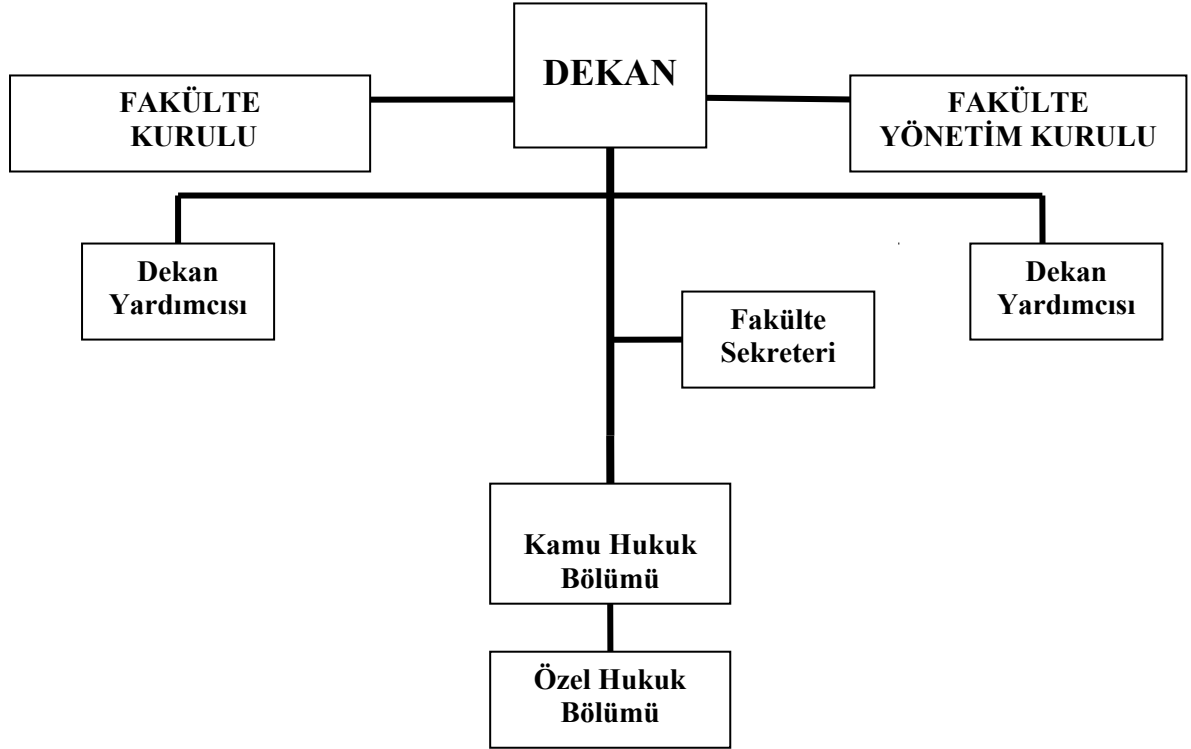 DEKAN
FAKÜLTE
KURULU
FAKÜLTE
YÖNETİM KURULU
Dekan
Yardımcısı
Dekan
Yardımcısı
Fakülte
Sekreteri
Kamu Hukuk
Bölümü
Özel Hukuk
Bölümü